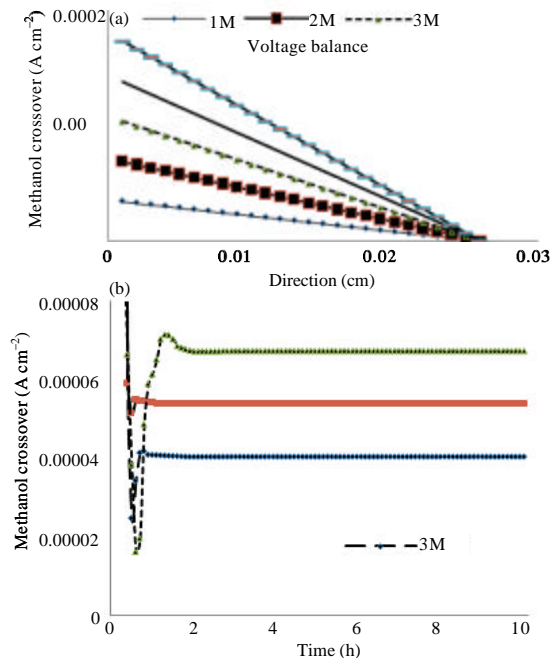 (a) 1M 2M 3M
Voltage balance
Methanol crossover (A cm⁻²)
0.0002
0.00
0 0.01 0.02 0.03
Direction (cm)
(b)
Methanol crossover (A cm⁻²)
0.00008
0.00006
0.00004
0.00002
0
3M
0 2 4 6 8 10
Time (h)